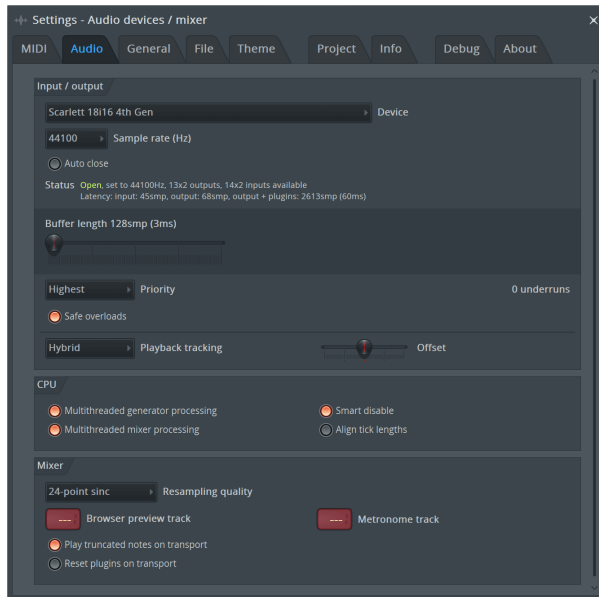 Settings - Audio devices / mixer
MIDI Audio General File Theme Project Info Debug About
Input / output
Scarlett 18i16 4th Gen Device
44100 Sample rate (Hz)
Auto close
Status Open, set to 44100Hz, 13x2 outputs, 14x2 inputs available
Latency: input: 45smp, output: 68smp, output + plugins: 2613smp (60ms)
Buffer length 128smp (3ms)
Highest Priority 0 underruns
Safe overloads
Hybrid Playback tracking Offset
CPU
Multithreaded generator processing Smart disable
Multithreaded mixer processing Align tick lengths
Mixer
24-point sinc Resampling quality
--- Browser preview track --- Metronome track
Play truncated notes on transport
Reset plugins on transport